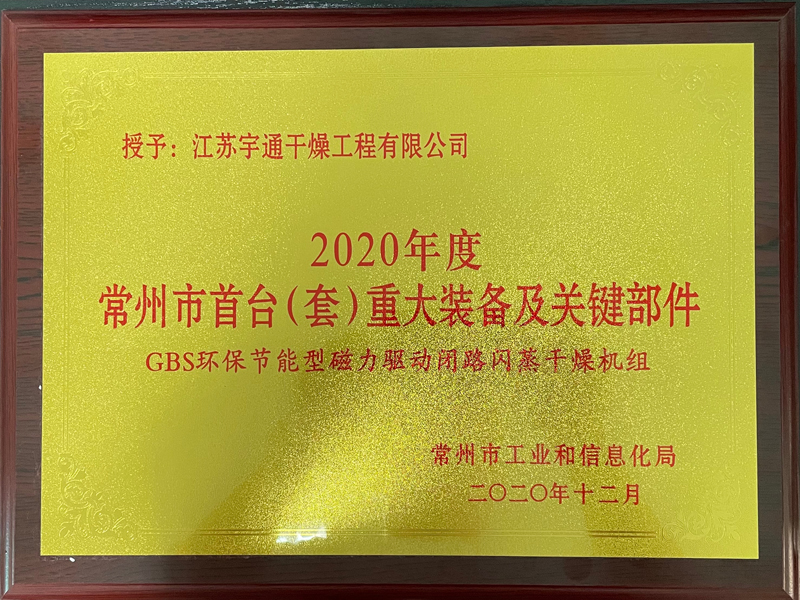 授予：江苏宇通干燥工程有限公司
2020年度
常州市首台（套）重大装备及关键部件
GBS环保节能型磁力驱动闭路闪蒸干燥机组
常州市工业和信息化局
二〇二〇年十二月